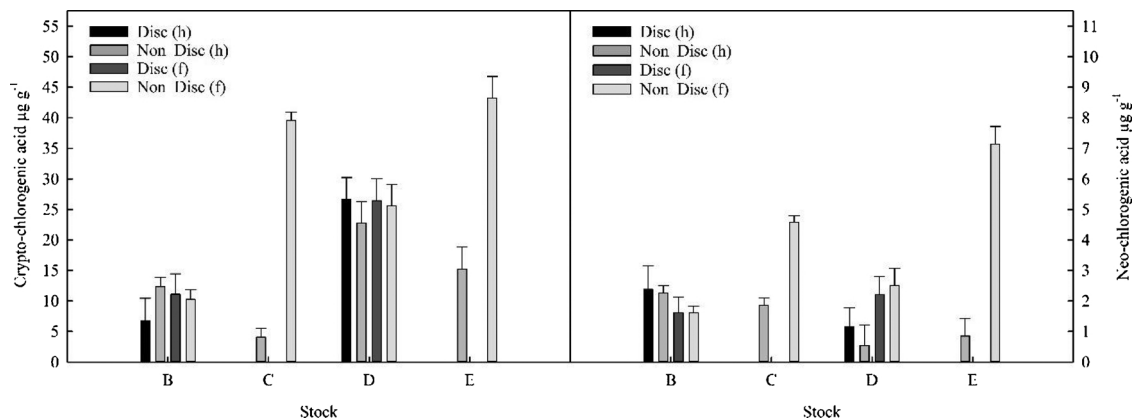 Crypto-chlorogenic acid µg g-1
55
50
45
40
35
30
25
20
15
10
5
0
Disc (h)
Non Disc (h)
Disc (f)
Non Disc (f)
B
C
D
E
Stock
Disc (h)
Non Disc (h)
Disc (f)
Non Disc (f)
B
C
D
E
Stock
11
10
9
8
7
6
5
4
3
2
1
0
Neo-chlorogenic acid µg g-1